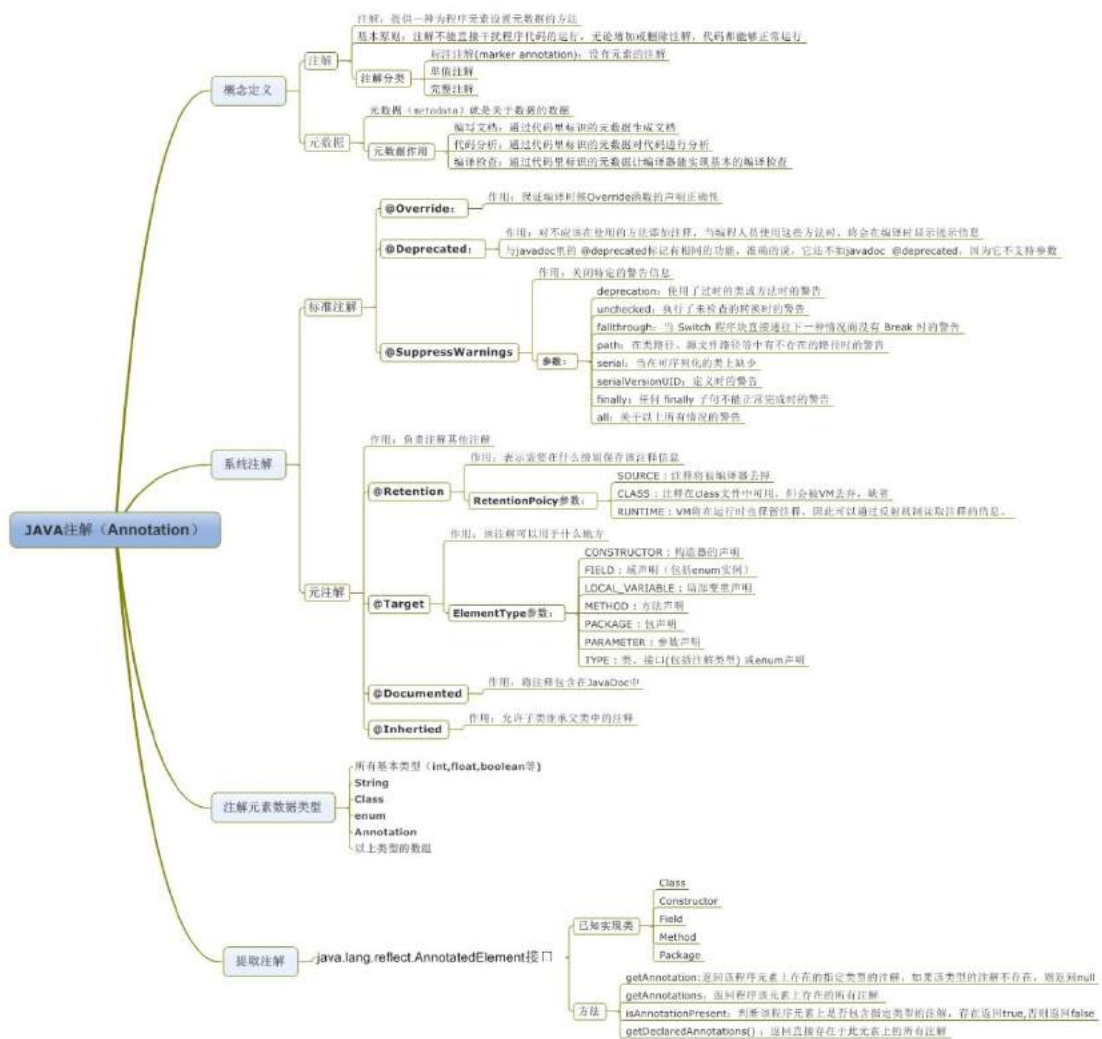 注解：提供一种为程序元素设置元数据的方法
基本原则：注解不能直接干扰程序代码的运行，无论增加或删除注解，代码都能够正常运行
注解
标注注解(marker annotation)：没有元素的注解
注解分类
单值注解
完整注解
概念定义
元数据（metadata）就是关于数据的数据
元数据
编写文档：通过代码里标识的元数据生成文档
元数据作用
代码分析：通过代码里标识的元数据对代码进行分析
编译检查：通过代码里标识的元数据让编译器能实现基本的编译检查
@Override：
作用：保证编译时候Override函数的声明正确性
@Deprecated：
作用：对不应该在使用的方法添加注释，当编程人员使用这些方法时，将会在编译时显示提示信息
与javadoc里的 @deprecated标记有相同的功能，准确的说，它还不如javadoc @deprecated，因为它不支持参数
标准注解
作用：关闭特定的警告信息
@SuppressWarnings
参数：
deprecation：使用了过时的类或方法时的警告
unchecked：执行了未检查的转换时的警告
fallthrough：当 Switch 程序块直接通往下一种情况而没有 Break 时的警告
path：在类路径、源文件路径等中有不存在的路径时的警告
serial：当在可序列化的类上缺少
serialVersionUID：定义时的警告
finally：任何 finally 子句不能正常完成时的警告
all：关于以上所有情况的警告
系统注解
作用：负责注解其他注解
@Retention
作用：表示需要在什么级别保存该注释信息
RetentionPoicy参数：
SOURCE：注释将被编译器丢掉
CLASS：注释在class文件中可用，但会被VM丢弃，缺省
RUNTIME：VM将在运行时也保留注释，因此可以通过反射机制读取注释的信息。
JAVA注解（Annotation）
元注解
作用：该注解可以用于什么地方
@Target
ElementType参数：
CONSTRUCTOR：构造器的声明
FIELD：域声明（包括enum实例）
LOCAL_VARIABLE：局部变量声明
METHOD：方法声明
PACKAGE：包声明
PARAMETER：参数声明
TYPE：类、接口(包括注解类型) 或enum声明
@Documented
作用：将注释包含在JavaDoc中
@Inhertied
作用：允许子类继承父类中的注释
注解元素数据类型
所有基本类型（int,float,boolean等）
String
Class
enum
Annotation
以上类型的数组
提取注解
java.lang.reflect.AnnotatedElement接口
已知实现类
Class
Constructor
Field
Method
Package
方法
getAnnotation:返回该程序元素上存在的指定类型的注解，如果该类型的注解不存在，则返回null
getAnnotations：返回程序该元素上存在的所有注解
isAnnotationPresent：判断该程序元素上是否包含指定类型的注解，存在返回true,否则返回false
getDeclaredAnnotations()：返回直接存在于此元素上的所有注解